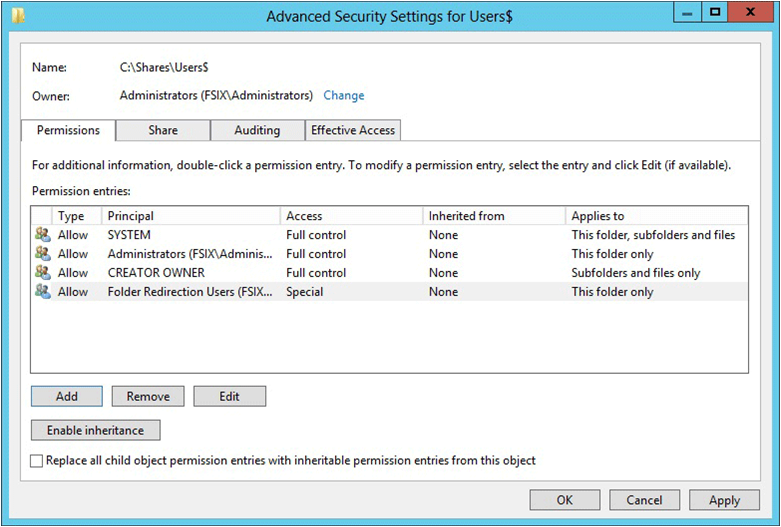 Advanced Security Settings for Users$
Name: C:\Shares\Users$
Owner: Administrators (FSIX\Administrators) Change
Permissions Share Auditing Effective Access
For additional information, double-click a permission entry. To modify a permission entry, select the entry and click Edit (if available).
Permission entries:
Type Principal Access Inherited from Applies to
Allow SYSTEM Full control None This folder, subfolders and files
Allow Administrators (FSIX\Adminis... Full control None This folder only
Allow CREATOR OWNER Full control None Subfolders and files only
Allow Folder Redirection Users (FSIX... Special None This folder only
Add Remove Edit
Enable inheritance
Replace all child object permission entries with inheritable permission entries from this object
OK Cancel Apply